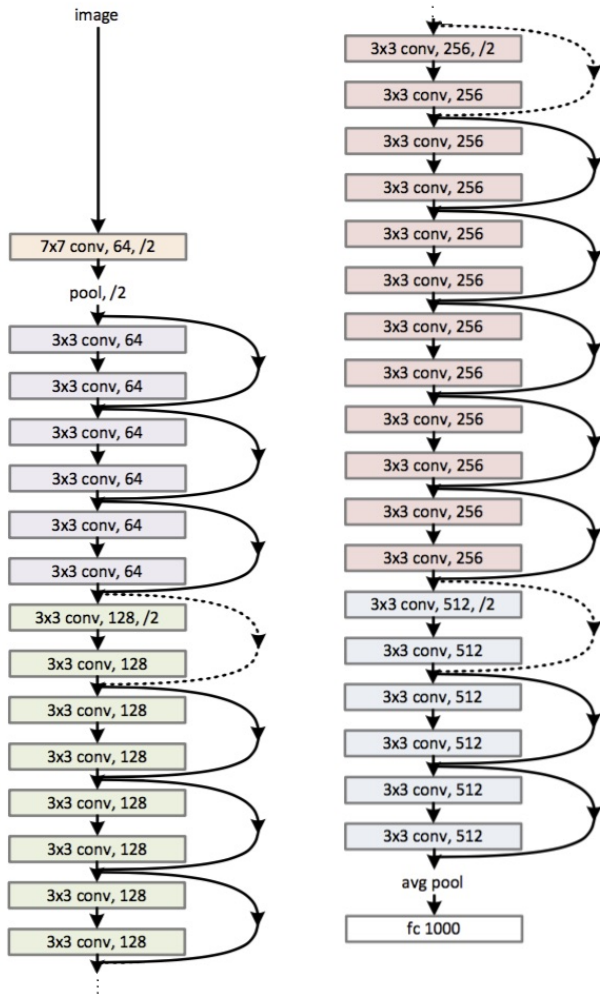 image
7x7 conv, 64, /2
pool, /2
3x3 conv, 64
3x3 conv, 64
3x3 conv, 64
3x3 conv, 64
3x3 conv, 64
3x3 conv, 64
3x3 conv, 128, /2
3x3 conv, 128
3x3 conv, 128
3x3 conv, 128
3x3 conv, 128
3x3 conv, 128
3x3 conv, 128
3x3 conv, 128
3x3 conv, 256, /2
3x3 conv, 256
3x3 conv, 256
3x3 conv, 256
3x3 conv, 256
3x3 conv, 256
3x3 conv, 256
3x3 conv, 256
3x3 conv, 256
3x3 conv, 256
3x3 conv, 256
3x3 conv, 256
3x3 conv, 512, /2
3x3 conv, 512
3x3 conv, 512
3x3 conv, 512
3x3 conv, 512
3x3 conv, 512
avg pool
fc 1000